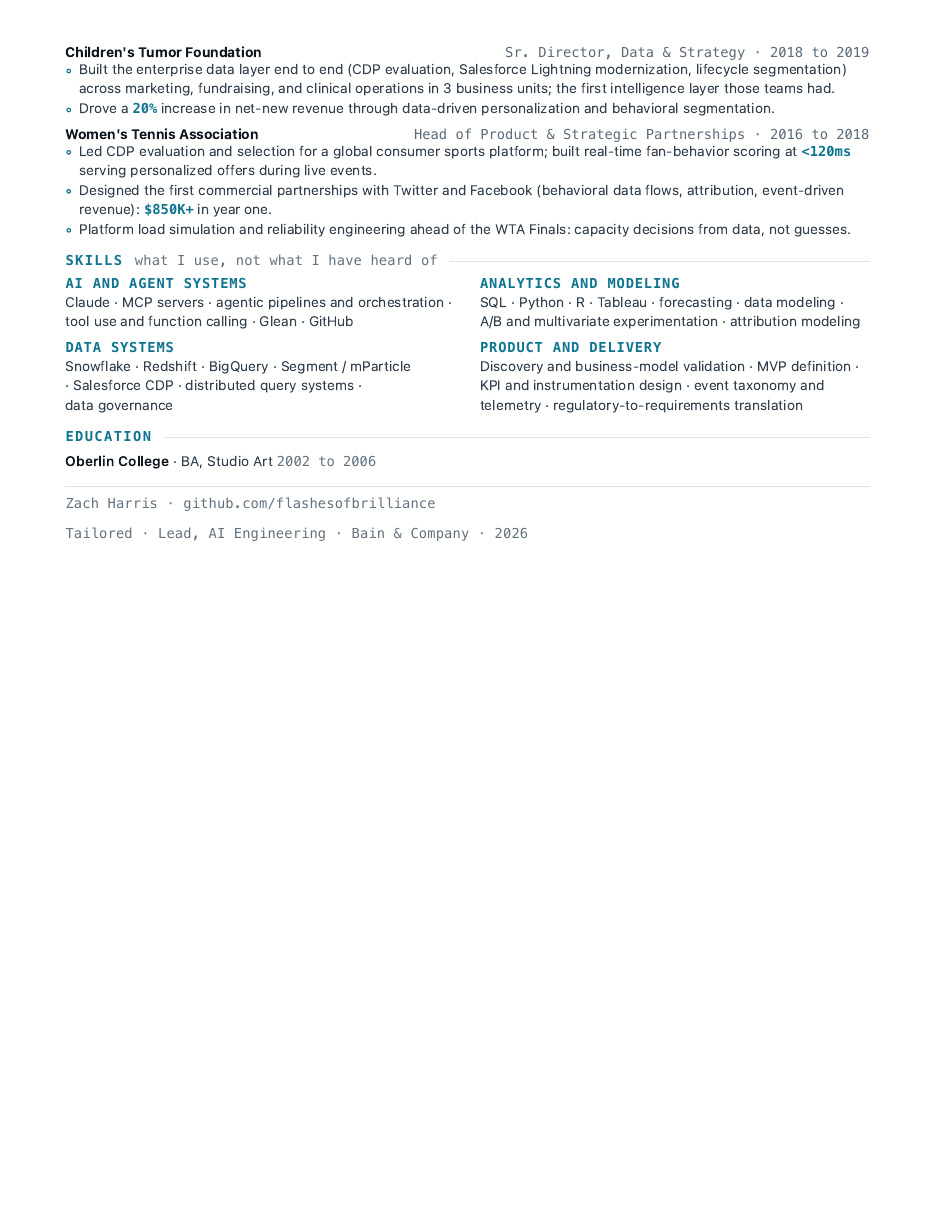 Children's Tumor Foundation Sr. Director, Data & Strategy · 2018 to 2019
Built the enterprise data layer end to end (CDP evaluation, Salesforce Lightning modernization, lifecycle segmentation)
across marketing, fundraising, and clinical operations in 3 business units; the first intelligence layer those teams had.
Drove a 20% increase in net-new revenue through data-driven personalization and behavioral segmentation.
Women's Tennis Association Head of Product & Strategic Partnerships · 2016 to 2018
Led CDP evaluation and selection for a global consumer sports platform; built real-time fan-behavior scoring at <120ms
serving personalized offers during live events.
Designed the first commercial partnerships with Twitter and Facebook (behavioral data flows, attribution, event-driven
revenue): $850K+ in year one.
Platform load simulation and reliability engineering ahead of the WTA Finals: capacity decisions from data, not guesses.
SKILLS what I use, not what I have heard of
AI AND AGENT SYSTEMS
Claude · MCP servers · agentic pipelines and orchestration ·
tool use and function calling · Glean · GitHub
ANALYTICS AND MODELING
SQL · Python · R · Tableau · forecasting · data modeling ·
A/B and multivariate experimentation · attribution modeling
DATA SYSTEMS
Snowflake · Redshift · BigQuery · Segment / mParticle
· Salesforce CDP · distributed query systems ·
data governance
PRODUCT AND DELIVERY
Discovery and business-model validation · MVP definition ·
KPI and instrumentation design · event taxonomy and
telemetry · regulatory-to-requirements translation
EDUCATION
Oberlin College · BA, Studio Art 2002 to 2006
Zach Harris · github.com/flashesofbrilliance
Tailored · Lead, AI Engineering · Bain & Company · 2026